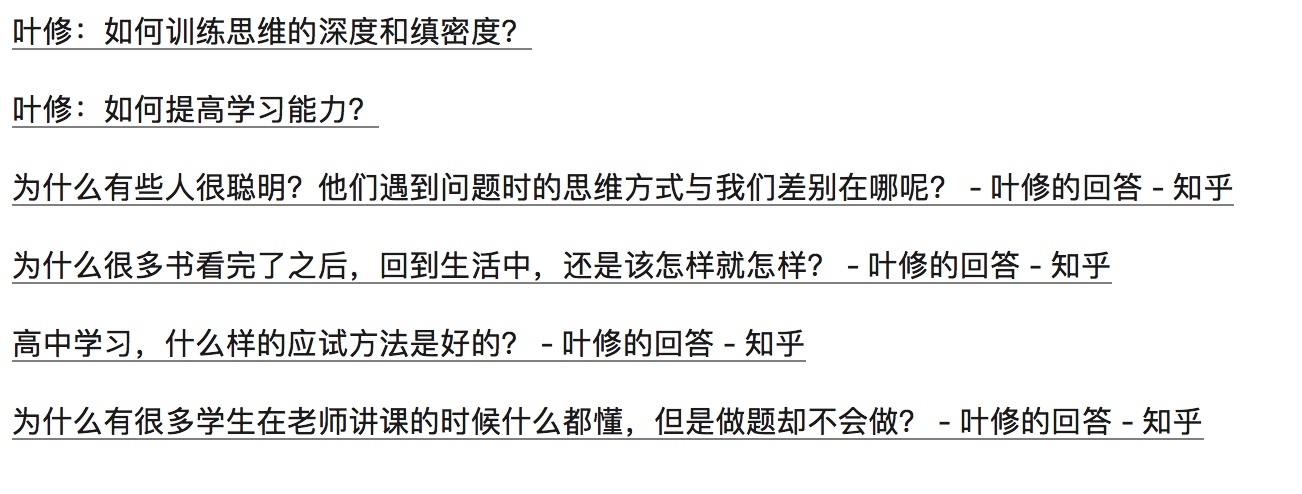 叶修：如何训练思维的深度和缜密度？
叶修：如何提高学习能力？
为什么有些人很聪明？他们遇到问题时的思维方式与我们差别在哪呢？ - 叶修的回答 - 知乎
为什么很多书看完了之后，回到生活中，还是该怎样就怎样？ - 叶修的回答 - 知乎
高中学习，什么样的应试方法是好的？ - 叶修的回答 - 知乎
为什么有很多学生在老师讲课的时候什么都懂，但是做题却不会做？ - 叶修的回答 - 知乎